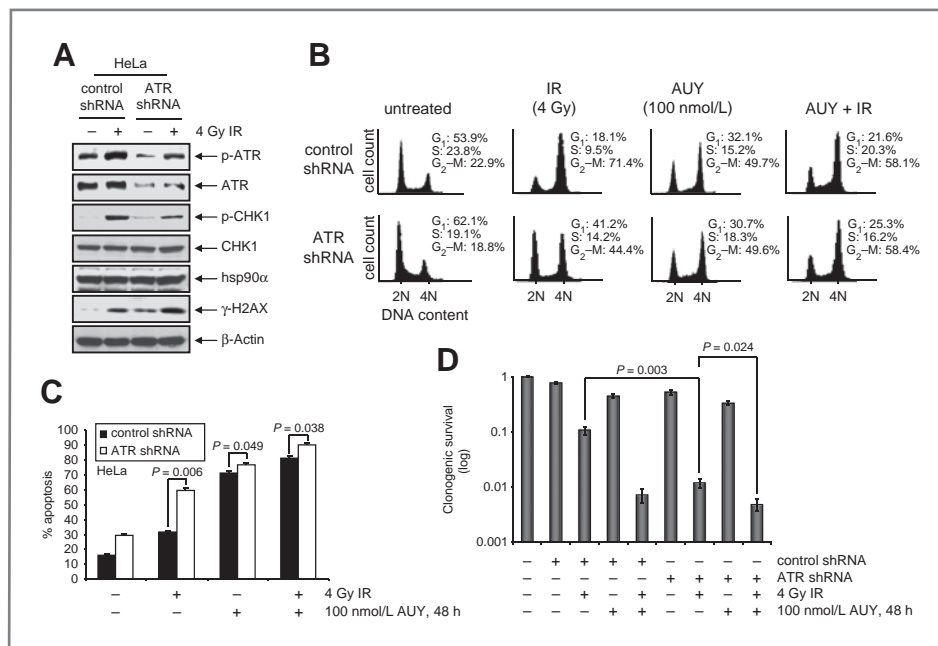 A
HeLa
control shRNA
ATR shRNA
– + – + 4 Gy IR
p-ATR
ATR
p-CHK1
CHK1
hsp90α
γ-H2AX
β-Actin
B
untreated
IR (4 Gy)
AUY (100 nmol/L)
AUY + IR
control shRNA
cell count
G1: 53.9%
S: 23.8%
G2–M: 22.9%
G1: 18.1%
S: 9.5%
G2–M: 71.4%
G1: 32.1%
S: 15.2%
G2–M: 49.7%
G1: 21.6%
S: 20.3%
G2–M: 58.1%
ATR shRNA
cell count
G1: 62.1%
S: 19.1%
G2–M: 18.8%
G1: 41.2%
S: 14.2%
G2–M: 44.4%
G1: 30.7%
S: 18.3%
G2–M: 49.6%
G1: 25.3%
S: 16.2%
G2–M: 58.4%
2N 4N 2N 4N 2N 4N 2N 4N
DNA content
C
% apoptosis
100
90
80
70
60
50
40
30
20
10
0
control shRNA
ATR shRNA
HeLa
P = 0.006
P = 0.049
P = 0.038
– + – + 4 Gy IR
– – + + 100 nmol/L AUY, 48 h
D
Clonogenic survival (log)
1
0.1
0.01
0.001
P = 0.003
P = 0.024
– + + + + – – – – control shRNA
– – – – – + + + + ATR shRNA
– – + – + – + – + 4 Gy IR
– – – + + – – + + 100 nmol/L AUY, 48 h